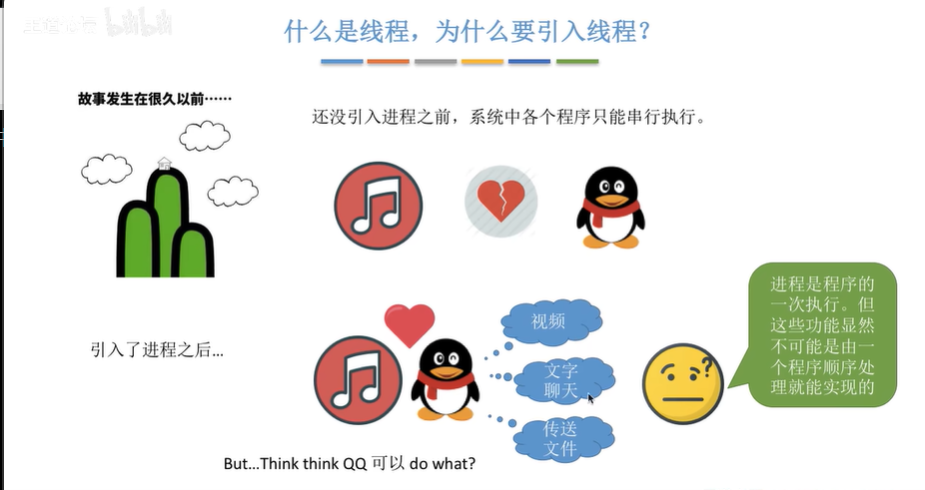 什么是线程，为什么要引入线程？
故事发生在很久以前……
还没引入进程之前，系统中各个程序只能串行执行。
引入了进程之后…
视频
文字
聊天
传送
文件
进程是程序的
一次执行。但
这些功能显然
不可能是由一
个程序顺序处
理就能实现的
?
But…Think think QQ 可以 do what?
bilibili